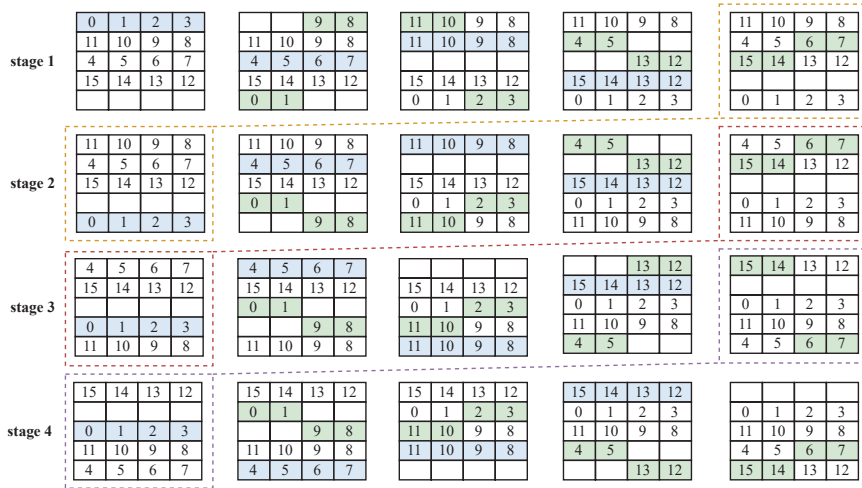 0 1 2 3 9 8 11 10 9 8 11 10 9 8 11 10 9 8
11 10 9 8 11 10 9 8 11 10 9 8 4 5 4 5 6 7
stage 1 4 5 6 7 4 5 6 7 13 12 15 14 13 12
15 14 13 12 15 14 13 12 15 14 13 12 15 14 13 12
0 1 0 1 2 3 0 1 2 3 0 1 2 3
11 10 9 8 11 10 9 8 11 10 9 8 4 5 4 5 6 7
4 5 6 7 4 5 6 7 13 12 15 14 13 12
stage 2 15 14 13 12 15 14 13 12 15 14 13 12 15 14 13 12
0 1 0 1 2 3 0 1 2 3 0 1 2 3
0 1 2 3 9 8 11 10 9 8 11 10 9 8 11 10 9 8
4 5 6 7 4 5 6 7 13 12 15 14 13 12
15 14 13 12 15 14 13 12 15 14 13 12 15 14 13 12
stage 3 0 1 0 1 2 3 0 1 2 3 0 1 2 3
0 1 2 3 9 8 11 10 9 8 11 10 9 8 11 10 9 8
11 10 9 8 11 10 9 8 11 10 9 8 4 5 4 5 6 7
15 14 13 12 15 14 13 12 15 14 13 12 15 14 13 12
0 1 0 1 2 3 0 1 2 3 0 1 2 3
stage 4 0 1 2 3 9 8 11 10 9 8 11 10 9 8 11 10 9 8
11 10 9 8 11 10 9 8 11 10 9 8 4 5 4 5 6 7
4 5 6 7 4 5 6 7 13 12 15 14 13 12